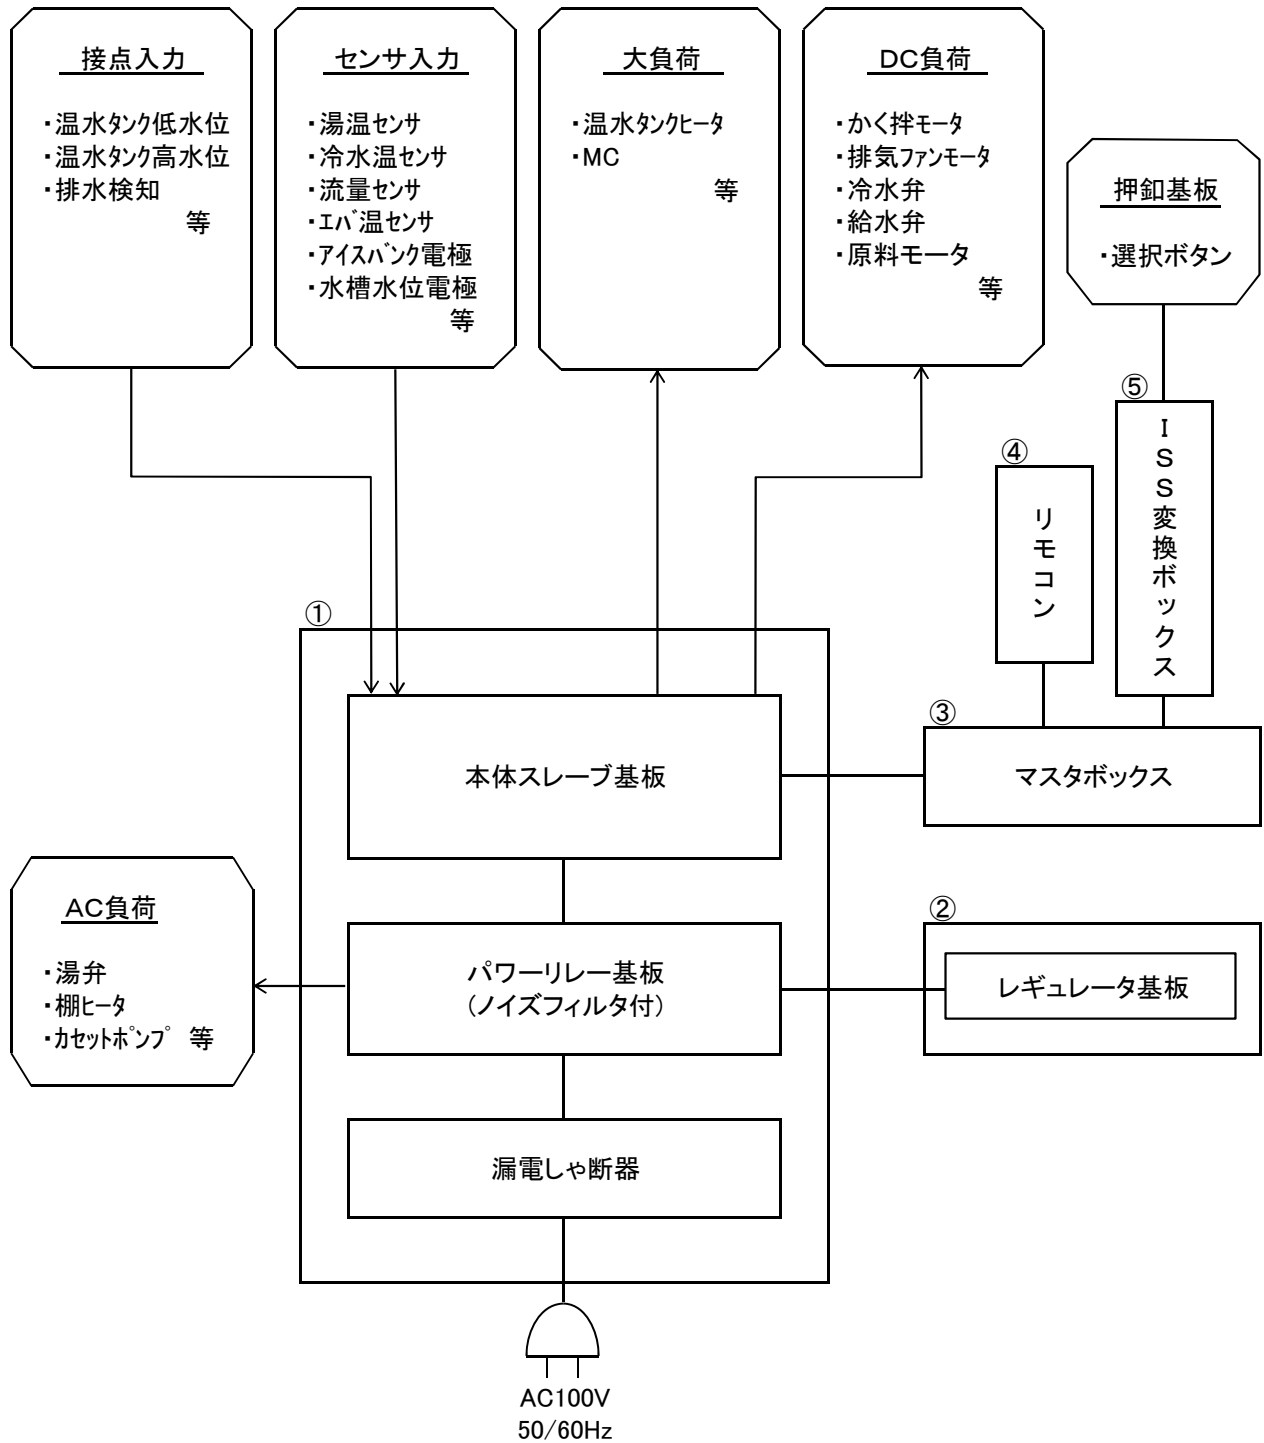 接点入力
・温水ﾀﾝｸ低水位
・温水ﾀﾝｸ高水位
・排水検知
等
センサ入力
・湯温ｾﾝｻ
・冷水温ｾﾝｻ
・流量ｾﾝｻ
・ｴﾊﾞ温ｾﾝｻ
・ｱｲｽﾊﾞﾝｸ電極
・水槽水位電極
等
大負荷
・温水ﾀﾝｸﾋｰﾀ
・MC
等
DC負荷
・かく拌ﾓｰﾀ
・排気ﾌｧﾝﾓｰﾀ
・冷水弁
・給水弁
・原料モータ
等
押釦基板
・選択ボタン
⑤
ISS変換ボックス
④
リモコン
①
③
本体スレーブ基板
マスタボックス
AC負荷
・湯弁
・棚ﾋｰﾀ
・ｶｾｯﾄﾎﾟﾝﾌﾟ 等
②
パワーリレー基板
(ノイズフィルタ付)
レギュレータ基板
漏電しゃ断器
AC100V
50/60Hz